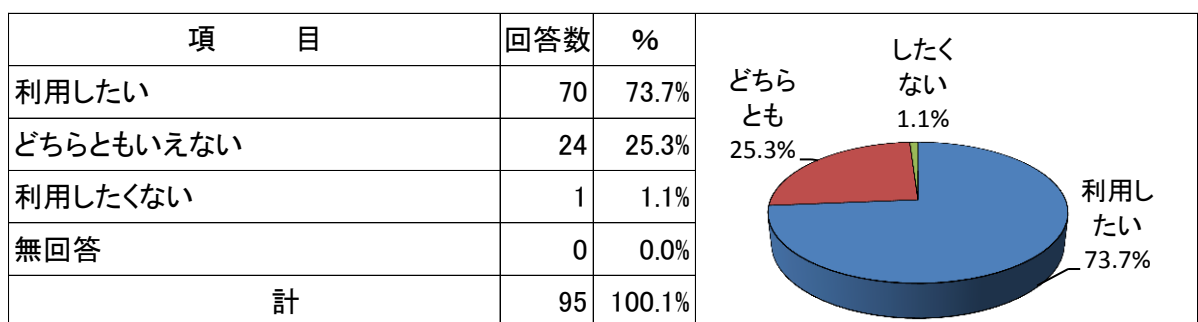 項 目 回答数 %
利用したい 70 73.7%
どちらともいえない 24 25.3%
利用したくない 1 1.1%
無回答 0 0.0%
計 95 100.1%
したく
ない
1.1%
どちら
とも
25.3%
利用し
たい
73.7%